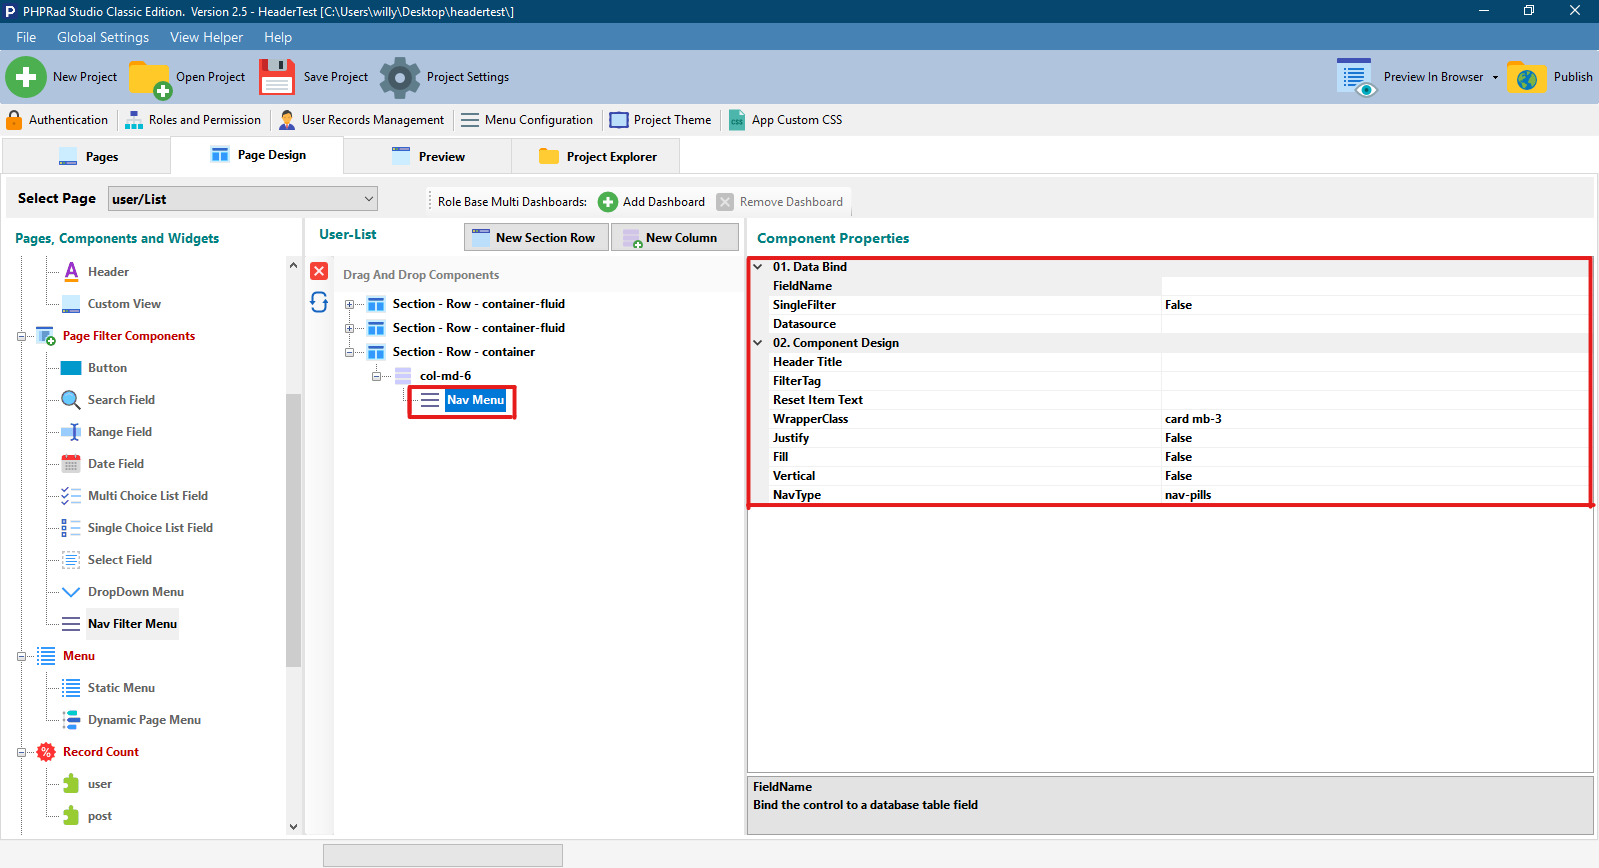 PHPRad Studio Classic Edition.  Version 2.5 - HeaderTest [C:\Users\willy\Desktop\headertest\]
File Global Settings View Helper Help
New Project Open Project Save Project Project Settings Preview In Browser Publish
Authentication Roles and Permission User Records Management Menu Configuration Project Theme App Custom CSS
Pages Page Design Preview Project Explorer
Select Page user/List Role Base Multi Dashboards: Add Dashboard Remove Dashboard
Pages, Components and Widgets
Header
Custom View
Page Filter Components
Button
Search Field
Range Field
Date Field
Multi Choice List Field
Single Choice List Field
Select Field
DropDown Menu
Nav Filter Menu
Menu
Static Menu
Dynamic Page Menu
Record Count
user
post
User-List New Section Row New Column
Drag And Drop Components
Section - Row - container-fluid
Section - Row - container-fluid
Section - Row - container
col-md-6
Nav Menu
Component Properties
01. Data Bind
FieldName
SingleFilter False
Datasource
02. Component Design
Header Title
FilterTag
Reset Item Text
WrapperClass card mb-3
Justify False
Fill False
Vertical False
NavType nav-pills
FieldName
Bind the control to a database table field